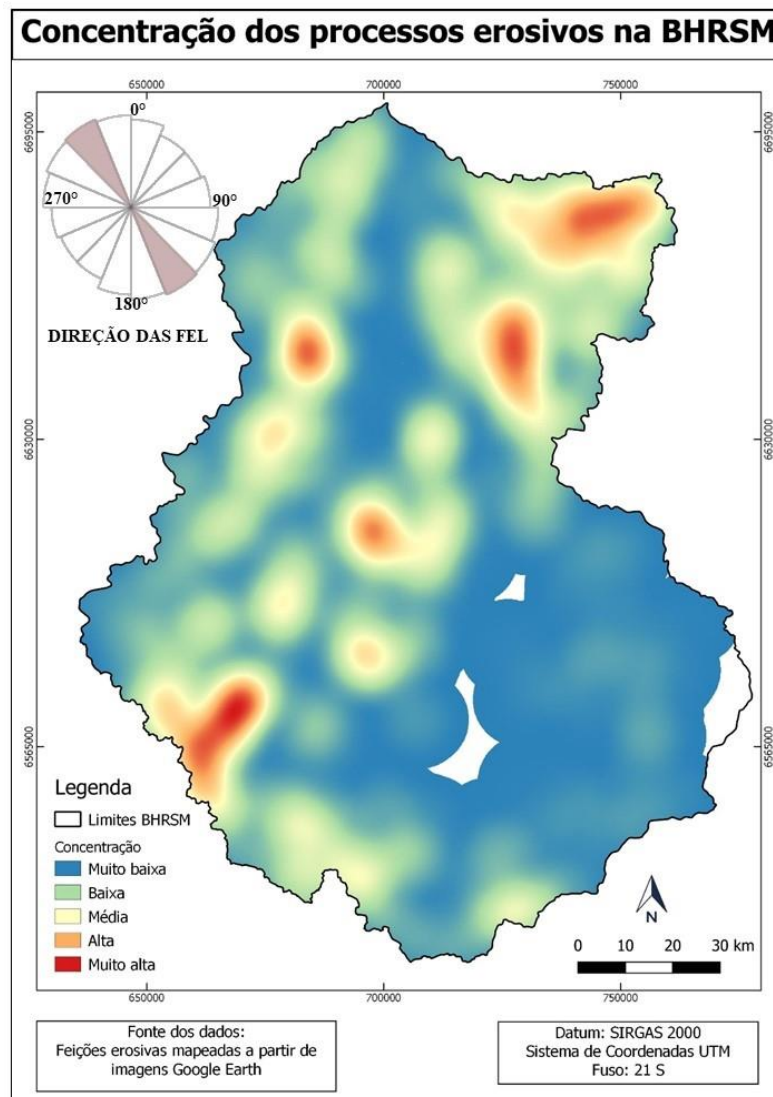 Concentração dos processos erosivos na BHRSM
650000 700000 750000
6695000 6695000
0°
270° 90°
180°
DIREÇÃO DAS FEL
6630000 6630000
6565000 6565000
Legenda
Limites BHRSM
Concentração
Muito baixa
Baixa
Média
Alta
Muito alta
N
0 10 20 30 km
650000 700000 750000
Fonte dos dados:
Feições erosivas mapeadas a partir de
imagens Google Earth
Datum: SIRGAS 2000
Sistema de Coordenadas UTM
Fuso: 21 S